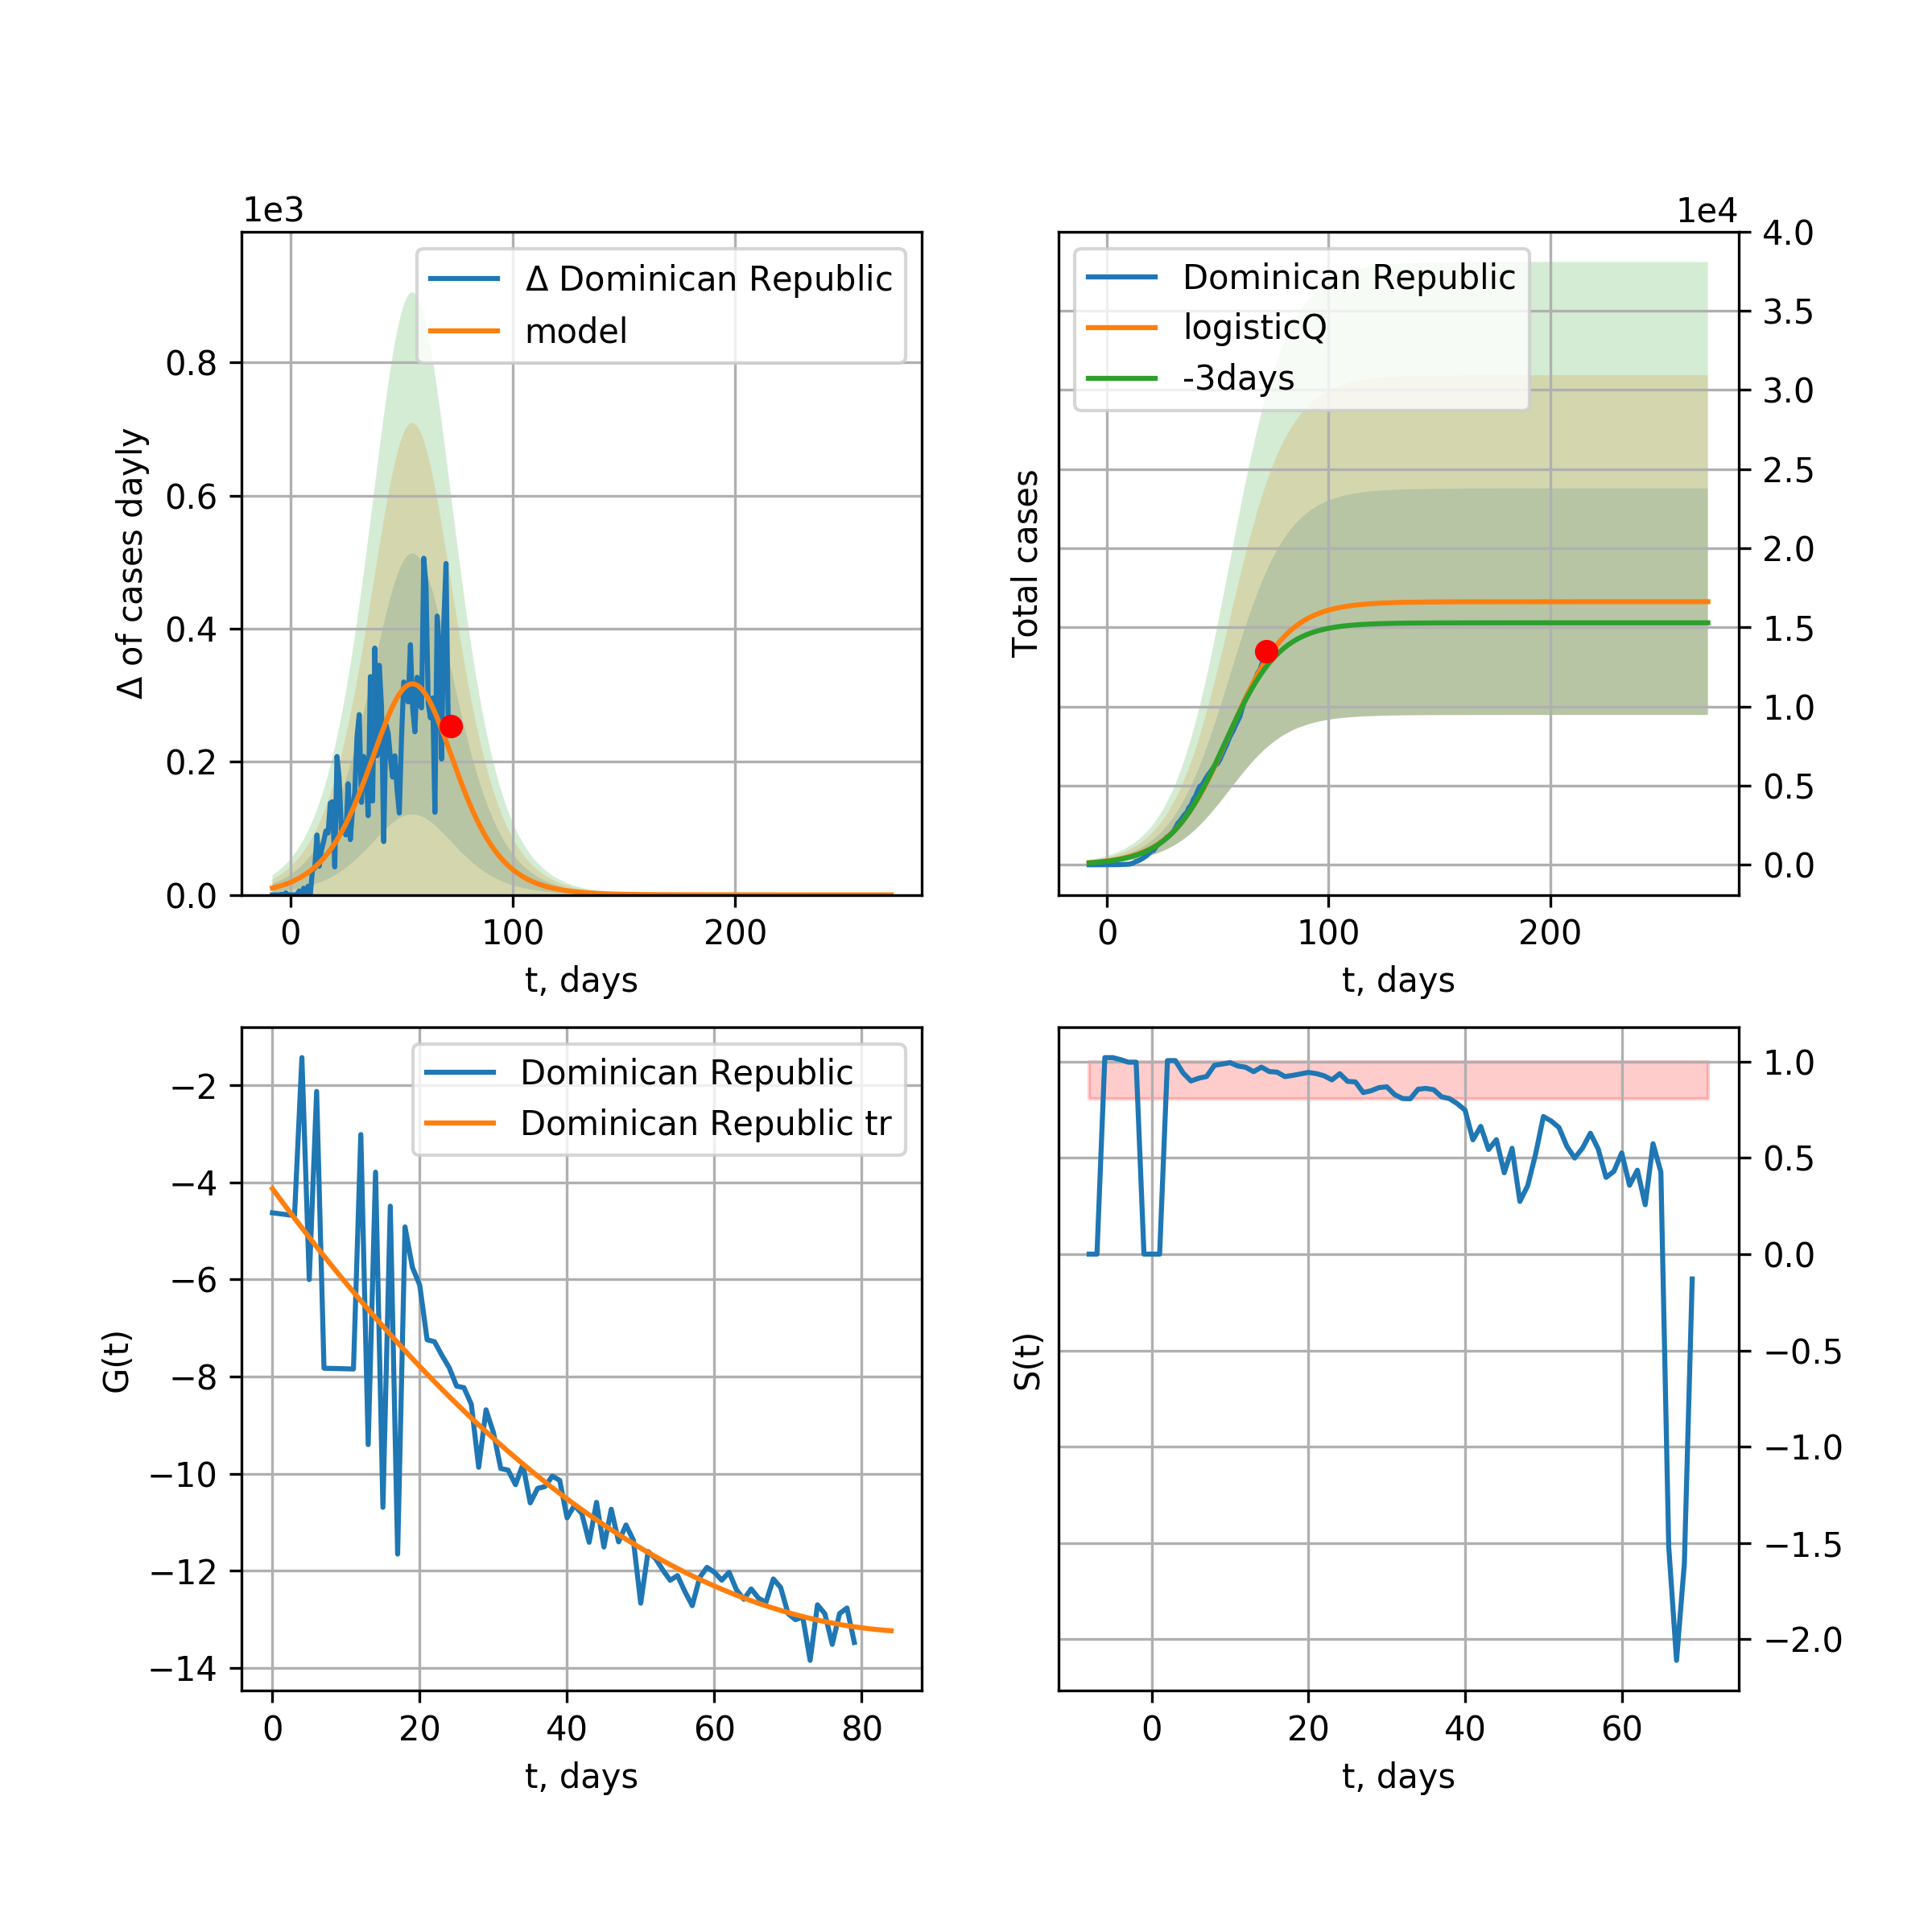 1e3
Δ Dominican Republic
model
0.8
0.6
0.4
0.2
0.0
Δ of cases dayly
0 100 200
t, days
1e4
Dominican Republic
logisticQ
-3days
4.0
3.5
3.0
2.5
2.0
1.5
1.0
0.5
0.0
Total cases
0 100 200
t, days
Dominican Republic
Dominican Republic tr
−2
−4
−6
−8
−10
−12
−14
G(t)
0 20 40 60 80
t, days
1.0
0.5
0.0
−0.5
−1.0
−1.5
−2.0
S(t)
0 20 40 60
t, days